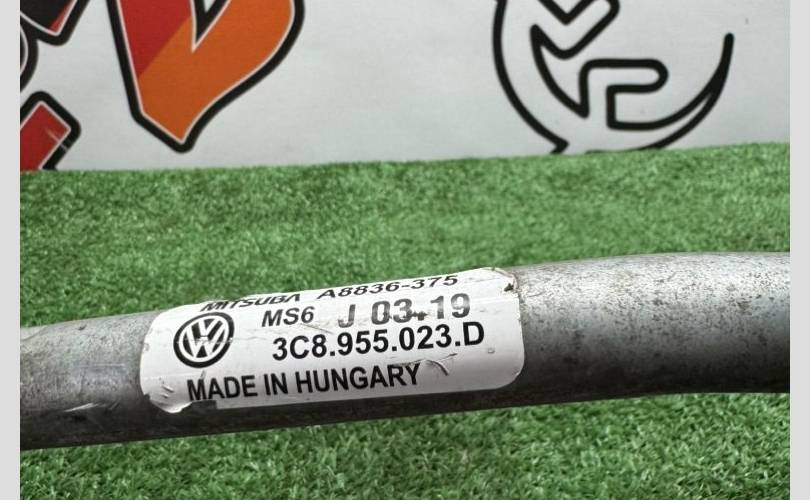 MITSUBA A8836-375
MS6 J 03.19
3C8.955.023.D
MADE IN HUNGARY